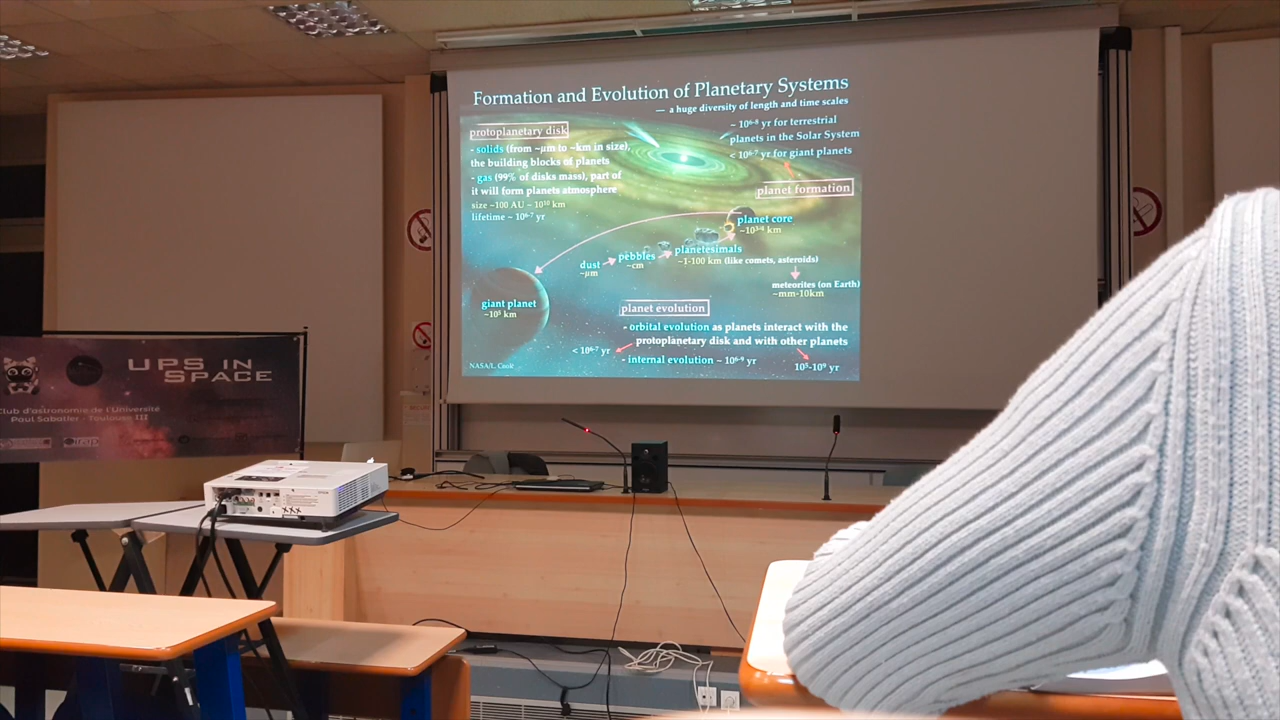 Formation and Evolution of Planetary Systems
— a huge diversity of length and time scales
protoplanetary disk
- solids (from ~μm to ~km in size),
the building blocks of planets
- gas (99% of disks mass), part of
it will form planets atmosphere
size ~100 AU ~ 10¹⁰ km
lifetime ~ 10⁶⁻⁷ yr
~ 10⁶⁻⁸ yr for terrestrial
planets in the Solar System
< 10⁶⁻⁷ yr for giant planets
planet formation
planet core
~10³⁻⁴ km
dust
~μm
pebbles
~cm
planetesimals
~1-100 km (like comets, asteroids)
meteorites (on Earth)
~mm-10km
giant planet
~10⁵ km
planet evolution
- orbital evolution as planets interact with the
protoplanetary disk and with other planets
< 10⁶⁻⁷ yr
- internal evolution ~ 10⁶⁻⁹ yr
10⁵-10⁹ yr
NASA/L. Cook
UPS IN
SPACE
Club d'astronomie de l'Université
Paul Sabatier - Toulouse III
EPSON
XXX